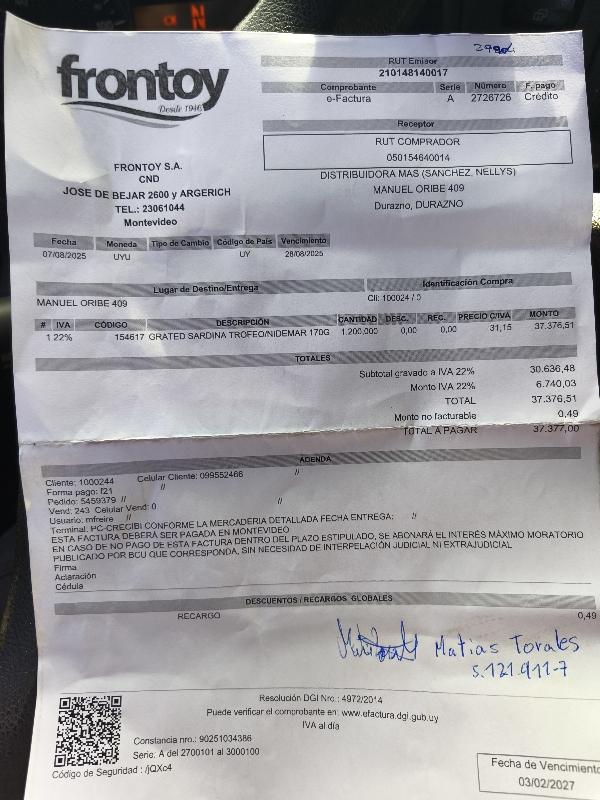 frontoy
Desde 1946
FRONTOY S.A.
CND
JOSE DE BEJAR 2600 y ARGERICH
TEL.: 23061044
Montevideo
RUT Emisor
210148140017
Comprobante Serie Número F. pago
e-Factura A 2726726 Crédito
Receptor
RUT COMPRADOR
050154640014
DISTRIBUIDORA MAS (SANCHEZ, NELLYS)
MANUEL ORIBE 409
Durazno, DURAZNO
Fecha Moneda Tipo de Cambio Código de País Vencimiento
07/08/2025 UYU UY 28/08/2025
Lugar de Destino/Entrega Identificación Compra
MANUEL ORIBE 409 Cli: 100024 / 0
# IVA CÓDIGO DESCRIPCIÓN CANTIDAD DESC. REC. PRECIO C/IVA MONTO
1 22% 154617 GRATED SARDINA TROFEO/NIDEMAR 170G 1.200,000 0,00 0,00 31,15 37.376,51
TOTALES
Subtotal gravado a IVA 22% 30.636,48
Monto IVA 22% 6.740,03
TOTAL 37.376,51
Monto no facturable 0,49
TOTAL A PAGAR 37.377,00
ADENDA
Cliente: 1000244 Celular Cliente: 099552466 //
Forma pago: f21 //
Pedido: 5459379 //
Vend: 243 Celular Vend: 0 //
Usuario: mfreire //
Terminal: PC-CRECIBI CONFORME LA MERCADERIA DETALLADA FECHA ENTREGA: //
ESTA FACTURA DEBERÁ SER PAGADA EN MONTEVIDEO
EN CASO DE NO PAGO DE ESTA FACTURA DENTRO DEL PLAZO ESTIPULADO, SE ABONARÁ EL INTERÉS MÁXIMO MORATORIO
PUBLICADO POR BCU QUE CORRESPONDA, SIN NECESIDAD DE INTERPELACIÓN JUDICIAL NI EXTRAJUDICIAL
Firma
Aclaración
Cédula
DESCUENTOS / RECARGOS GLOBALES
RECARGO 0,49
Matias Torales
5.121.911-7
Resolución DGI Nro.: 4972/2014
Puede verificar el comprobante en: www.efactura.dgi.gub.uy
IVA al día
Constancia nro.: 90251034386
Serie: A del 2700101 al 3000100
Código de Seguridad : /jQXo4
Fecha de Vencimiento
03/02/2027